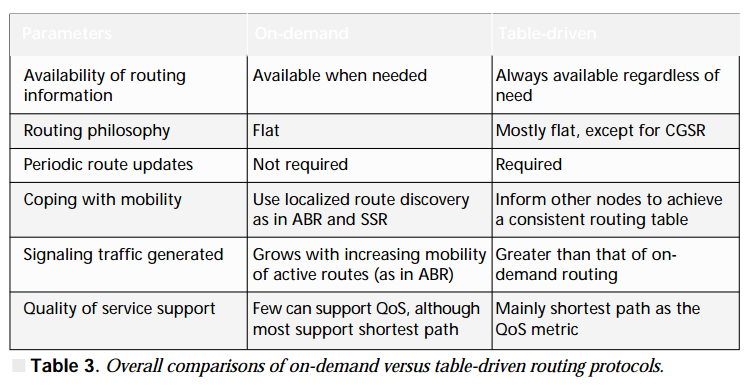 Parameters On-demand Table-driven
Availability of routing Available when needed Always available regardless of
information need
Routing philosophy Flat Mostly flat, except for CGSR
Periodic route updates Not required Required
Coping with mobility Use localized route discovery Inform other nodes to achieve
as in ABR and SSR a consistent routing table
Signaling traffic generated Grows with increasing mobility Greater than that of on-
of active routes (as in ABR) demand routing
Quality of service support Few can support QoS, although Mainly shortest path as the
most support shortest path QoS metric
Table 3. Overall comparisons of on-demand versus table-driven routing protocols.